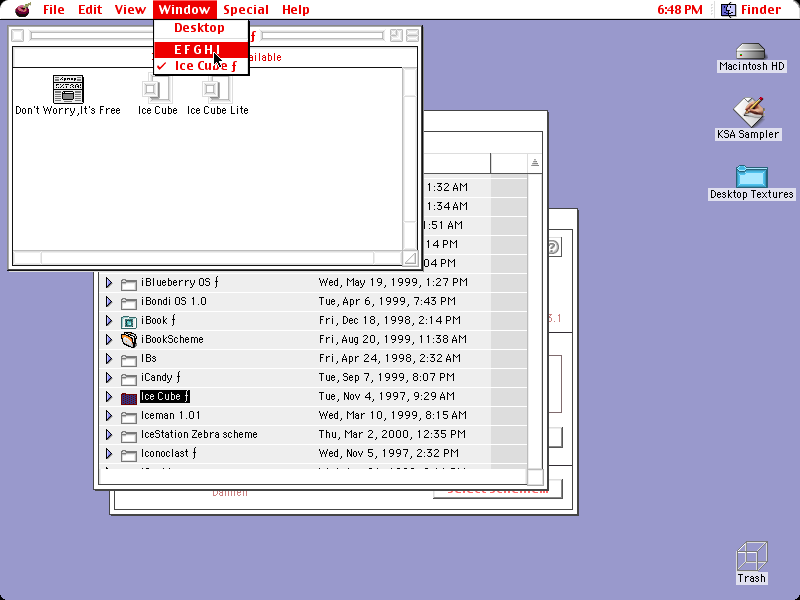 File Edit View Window Special Help 6:48 PM Finder
Desktop
E F G H I
✓ Ice Cube ƒ
ƒ
ailable
Don't Worry,It's Free
Ice Cube
Ice Cube Lite
Macintosh HD
KSA Sampler
Desktop Textures
Trash
1:32 AM
1:34 AM
:51 AM
14 PM
04 PM
iBlueberry OS ƒ Wed, May 19, 1999, 1:27 PM
iBondi OS 1.0 Tue, Apr 6, 1999, 7:43 PM
iBook ƒ Fri, Dec 18, 1998, 2:14 PM
iBookScheme Fri, Aug 20, 1999, 11:38 AM
IBs Fri, Apr 24, 1998, 2:32 AM
iCandy ƒ Tue, Sep 7, 1999, 8:07 PM
Ice Cube ƒ Tue, Nov 4, 1997, 9:29 AM
Iceman 1.01 Wed, Mar 10, 1999, 8:15 AM
IceStation Zebra scheme Thu, Mar 2, 2000, 12:35 PM
Iconoclast ƒ Wed, Nov 5, 1997, 2:32 PM
3.1